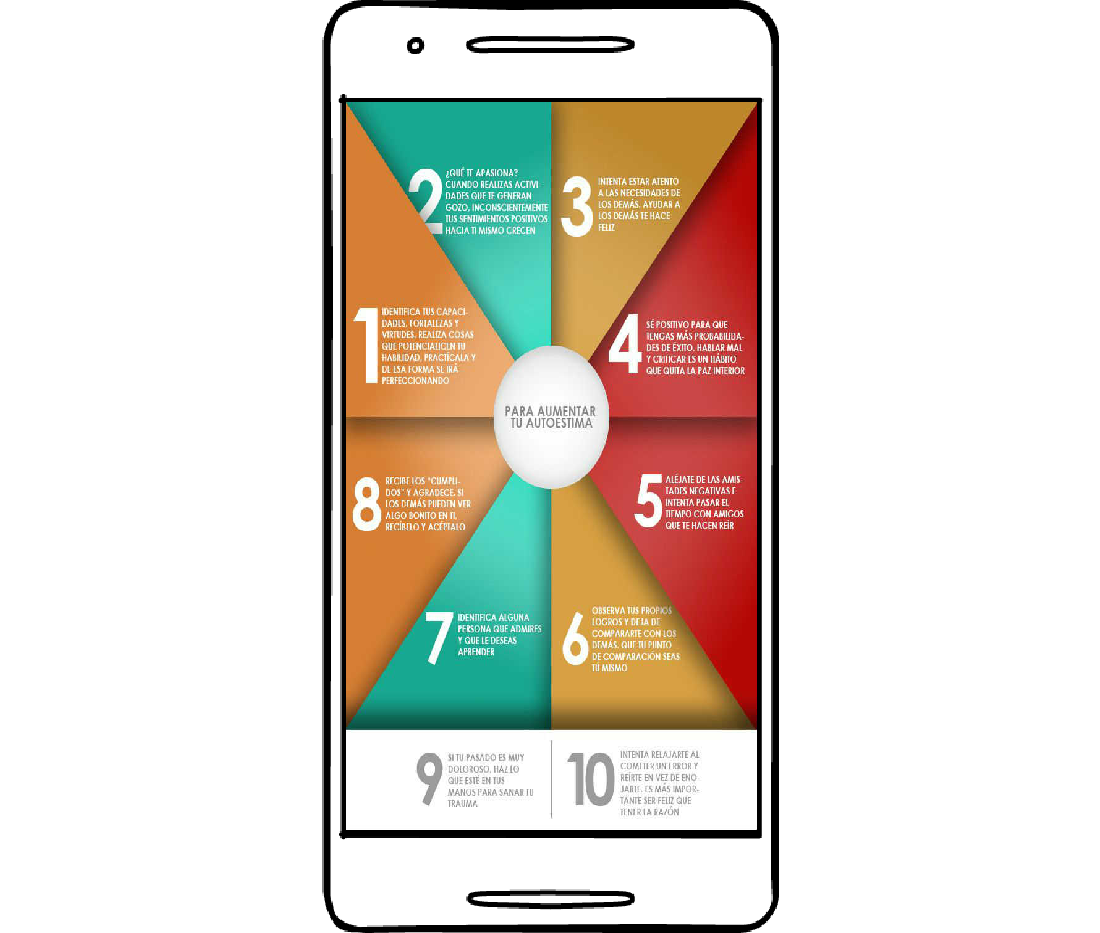 PARA AUMENTAR
TU AUTOESTIMA
1
IDENTIFICA TUS CAPACI-
DADES, FORTALEZAS Y
VIRTUDES. REALIZA COSAS
QUE POTENCIALICEN TU
HABILIDAD, PRACTÍCALA Y
DE ESA FORMA SE IRÁ
PERFECCIONANDO
2
¿QUÉ TE APASIONA?
CUANDO REALIZAS ACTIVI
DADES QUE TE GENERAN
GOZO, INCONSCIENTEMENTE
TUS SENTIMIENTOS POSITIVOS
HACIA TI MISMO CRECEN
3
INTENTA ESTAR ATENTO
A LAS NECESIDADES DE
LOS DEMÁS. AYUDAR A
LOS DEMÁS TE HACE
FELIZ
4
SÉ POSITIVO PARA QUE
TENGAS MÁS PROBABILIDA-
DES DE ÉXITO. HABLAR MAL
Y CRITICAR ES UN HÁBITO
QUE QUITA LA PAZ INTERIOR
5
ALÉJATE DE LAS AMIS
TADES NEGATIVAS E
INTENTA PASAR EL
TIEMPO CON AMIGOS
QUE TE HACEN REÍR
6
OBSERVA TUS PROPIOS
LOGROS Y DEJA DE
COMPARARTE CON LOS
DEMÁS. QUE TU PUNTO
DE COMPARACIÓN SEAS
TU MISMO
7
IDENTIFICA ALGUNA
PERSONA QUE ADMIRES
Y QUE LE DESEAS
APRENDER
8
RECIBE LOS "CUMPLI-
DOS" Y AGRADECE. SI
LOS DEMÁS PUEDEN VER
ALGO BONITO EN TI,
RECÍBELO Y ACÉPTALO
9
SI TU PASADO ES MUY
DOLOROSO, HAZ LO
QUE ESTÉ EN TUS
MANOS PARA SANAR TU
TRAUMA
10
INTENTA RELAJARTE AL
COMETER UN ERROR Y
REÍRTE EN VEZ DE ENO
JARTE. ES MÁS IMPOR-
TANTE SER FELIZ QUE
TENER LA RAZÓN